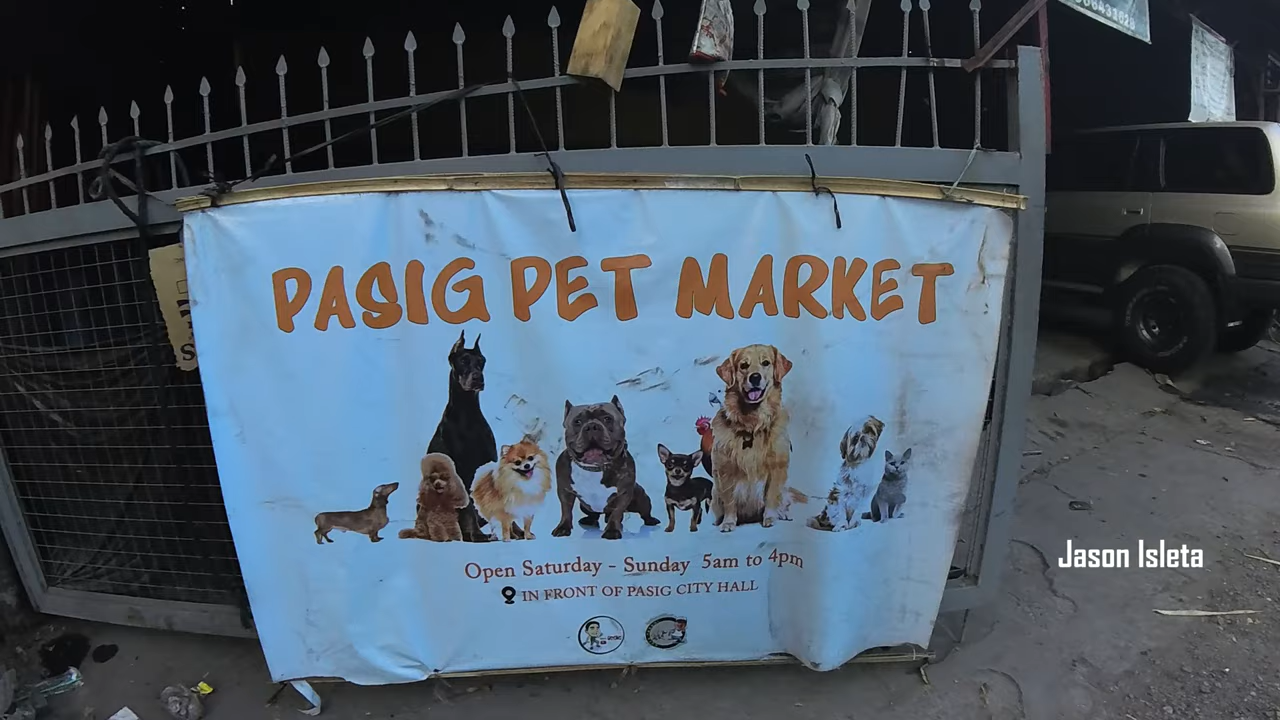 PASIG PET MARKET
Open Saturday - Sunday 5am to 4pm
IN FRONT OF PASIG CITY HALL
Jason Isleta